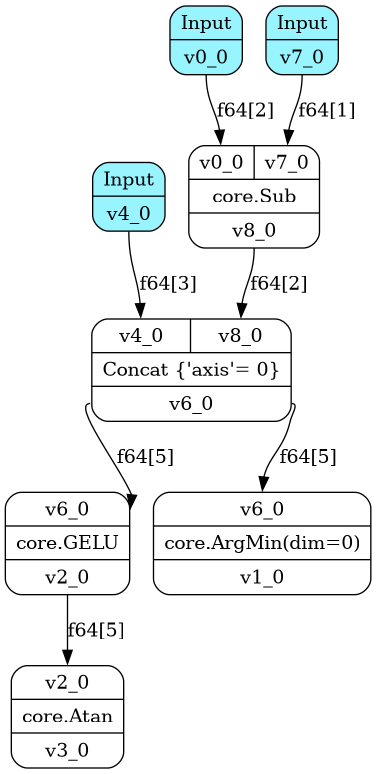 Input
v0_0
Input
v7_0
f64[2]
f64[1]
v0_0
v7_0
core.Sub
v8_0
Input
v4_0
f64[3]
f64[2]
v4_0
v8_0
Concat {'axis'= 0}
v6_0
f64[5]
f64[5]
v6_0
core.GELU
v2_0
v6_0
core.ArgMin(dim=0)
v1_0
f64[5]
v2_0
core.Atan
v3_0